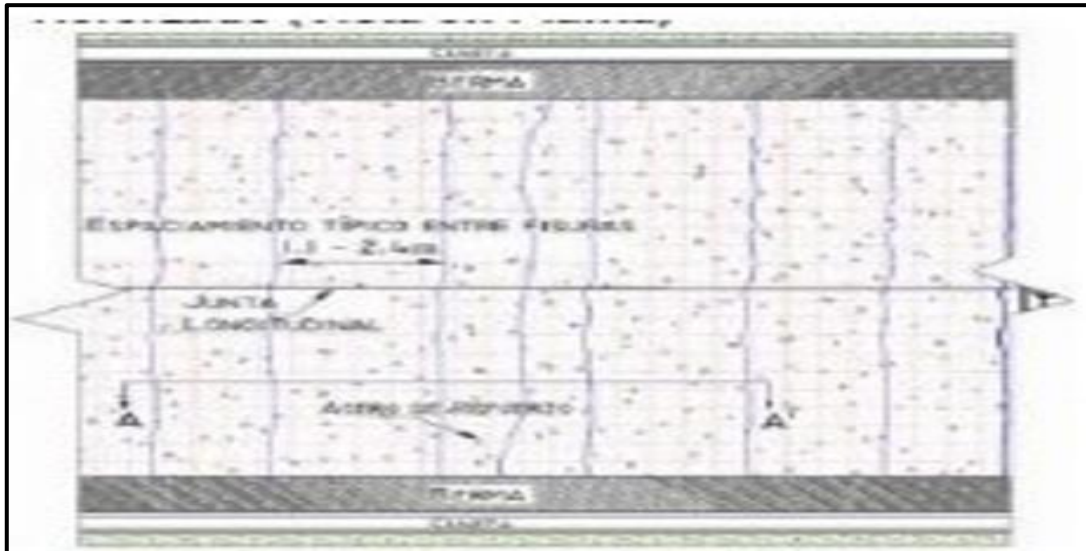 CUNETA
BERMA
ESPACIAMIENTO TÍPICO ENTRE FISURAS
1.1 - 2.4m
JUNTA
LONGITUDINAL
A
ACERO DE REFUERZO
A'
BERMA
CUNETA